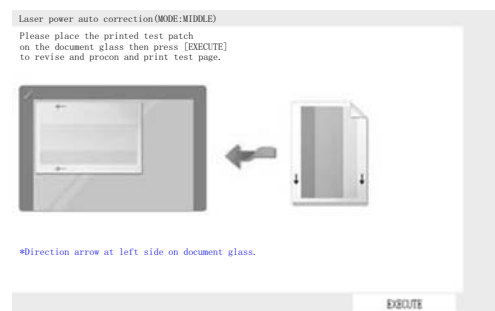 Laser power auto correction(MODE:MIDDLE)
Please place the printed test patch
on the document glass then press [EXECUTE]
to revise and procon and print test page.
*Direction arrow at left side on document glass.
EXECUTE